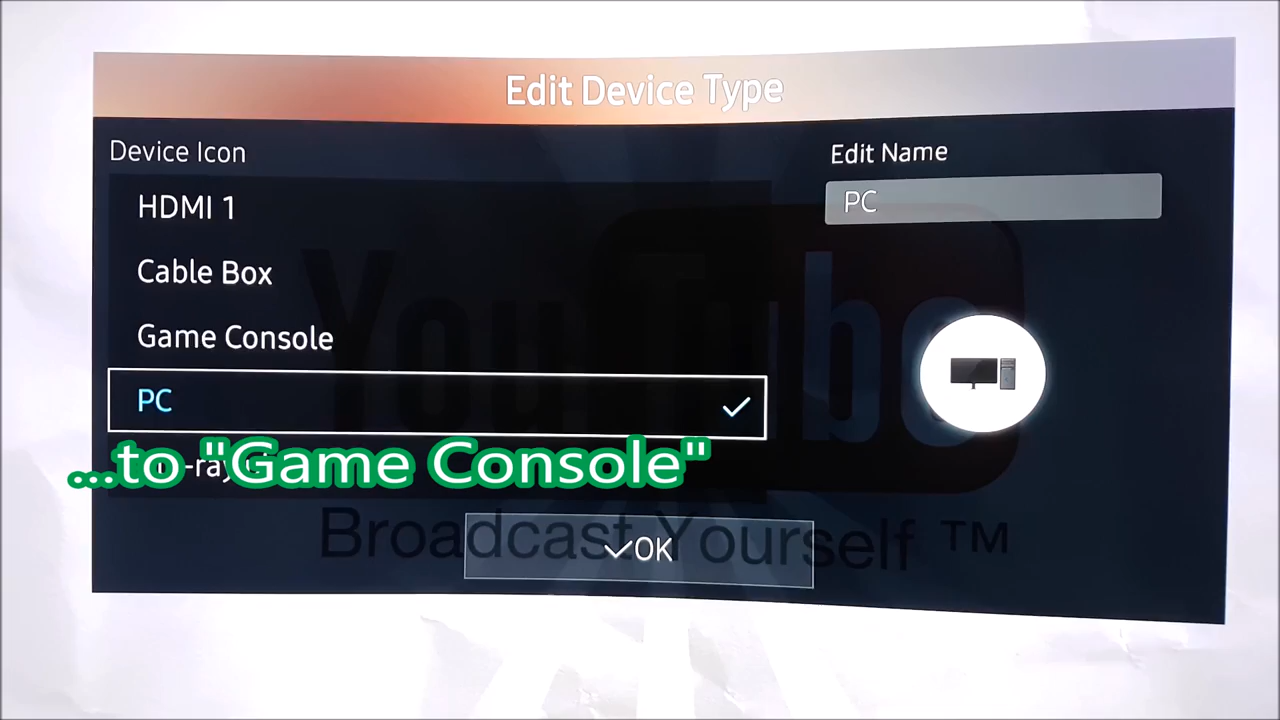 Edit Device Type
Device Icon
Edit Name
HDMI 1
PC
Cable Box
Game Console
PC
...to "Game Console"
YouTube
Broadcast Yourself ™
✓OK